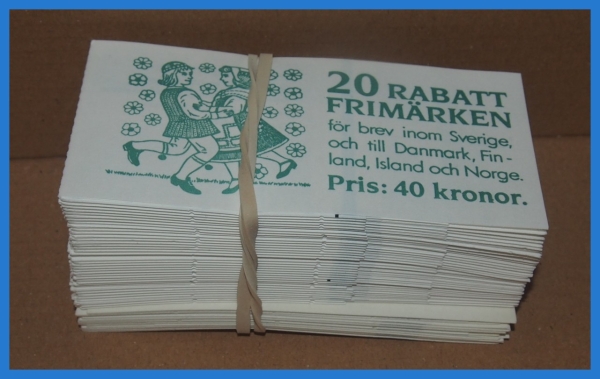 20 RABATT
FRIMÄRKEN
för brev inom Sverige,
och till Danmark, Fin-
land, Island och Norge.
Pris: 40 kronor.